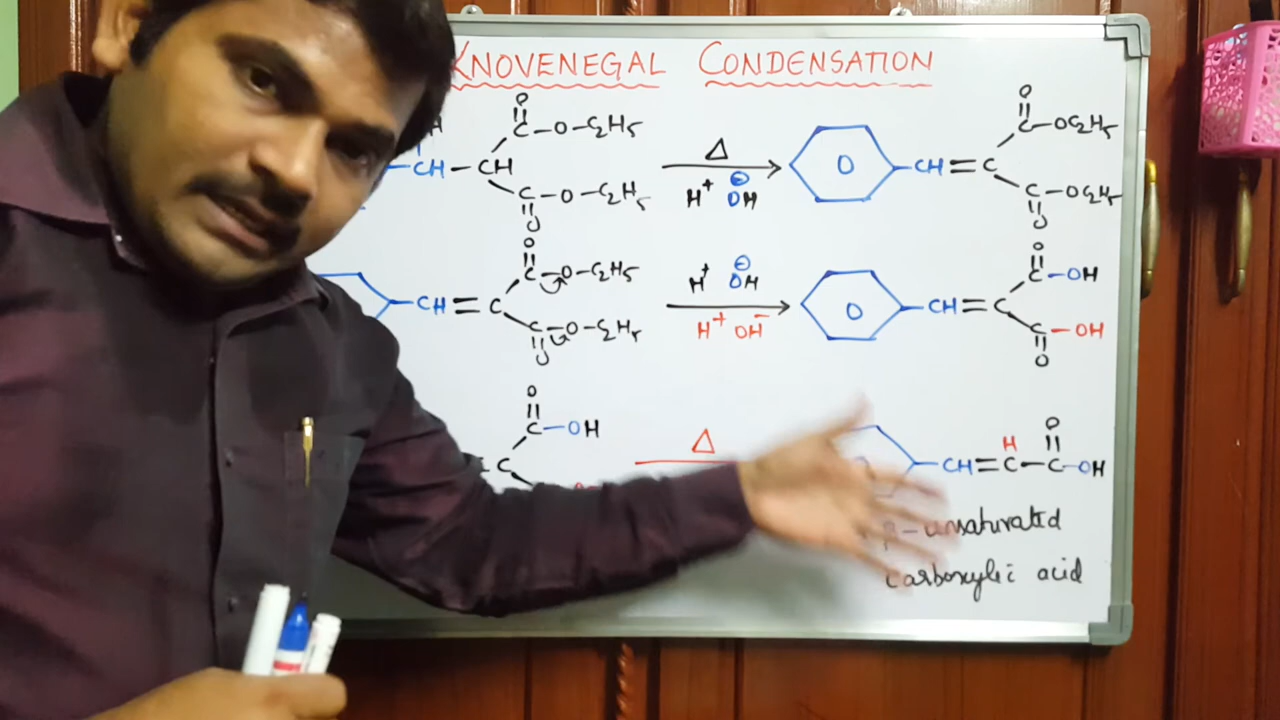 KNOVENEGAL CONDENSATION
H O O
CH — CH C — O — C2H5 Δ CH = C C — OC2H5
H+ ⊖OH
C — O — C2H5 C — OC2H5
O O
O O
CH = C C — O — C2H5 H+ ⊖OH CH = C C — OH
H+ OH-
C — O — C2H5 C — OH
O O
O
C — OH Δ H O
C CH = C — C — OH
β-unsaturated
carboxylic acid